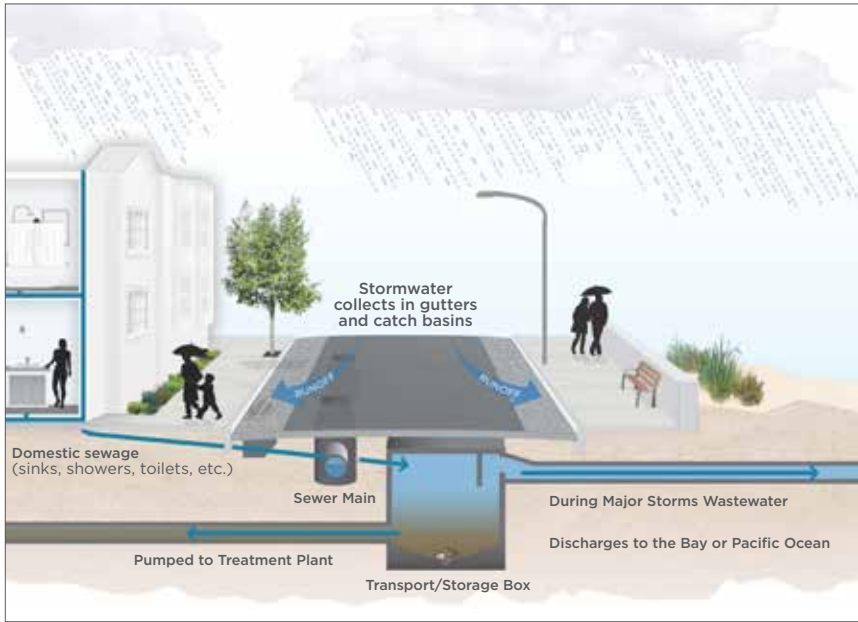 Stormwater
collects in gutters
and catch basins
RUNOFF
RUNOFF
Domestic sewage
(sinks, showers, toilets, etc.)
Sewer Main
During Major Storms Wastewater
Discharges to the Bay or Pacific Ocean
Pumped to Treatment Plant
Transport/Storage Box